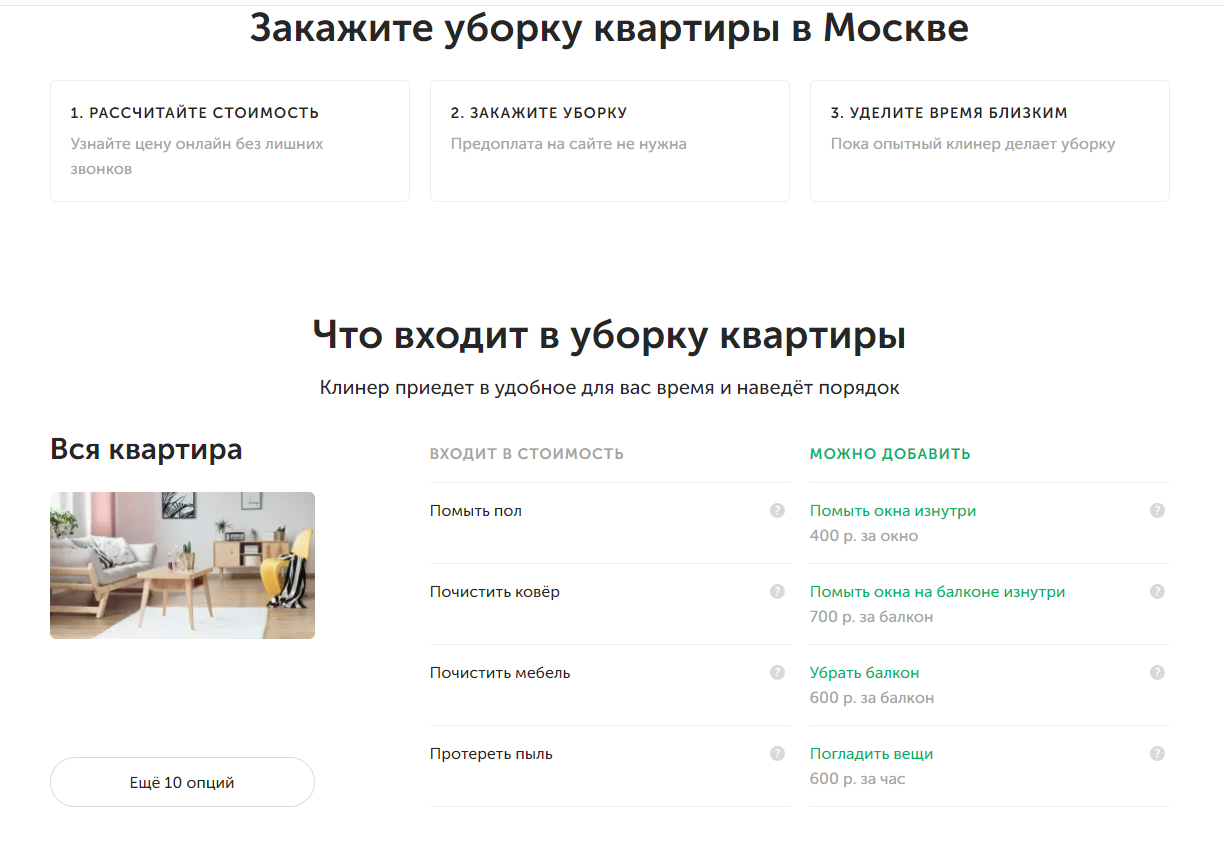 Закажите уборку квартиры в Москве
1. РАССЧИТАЙТЕ СТОИМОСТЬ
Узнайте цену онлайн без лишних
звонков
2. ЗАКАЖИТЕ УБОРКУ
Предоплата на сайте не нужна
3. УДЕЛИТЕ ВРЕМЯ БЛИЗКИМ
Пока опытный клинер делает уборку
Что входит в уборку квартиры
Клинер приедет в удобное для вас время и наведёт порядок
Вся квартира
Ещё 10 опций
ВХОДИТ В СТОИМОСТЬ
Помыть пол
?
Почистить ковёр
?
Почистить мебель
?
Протереть пыль
?
МОЖНО ДОБАВИТЬ
Помыть окна изнутри
?
400 р. за окно
Помыть окна на балконе изнутри
?
700 р. за балкон
Убрать балкон
?
600 р. за балкон
Погладить вещи
?
600 р. за час